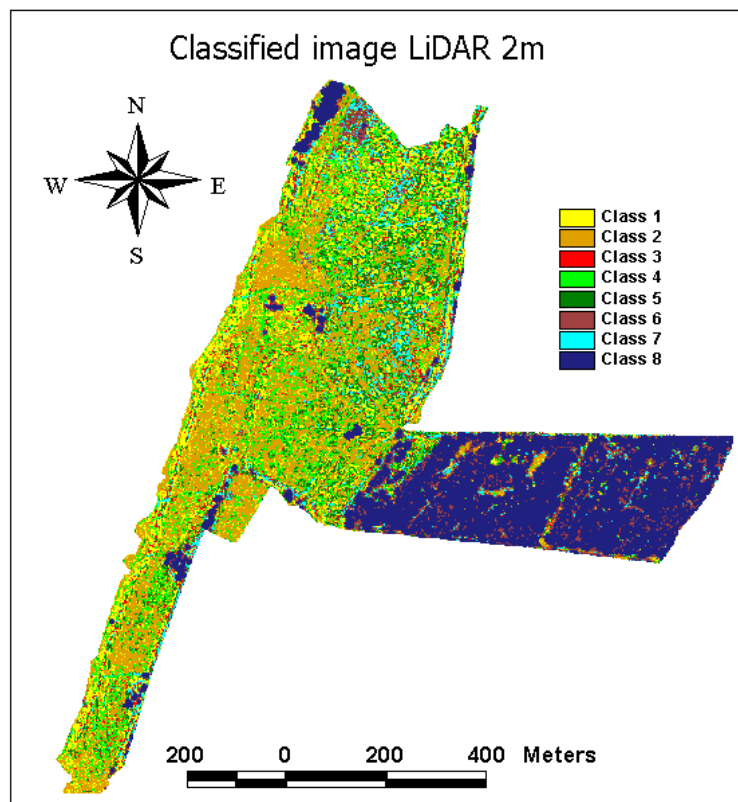 Classified image LiDAR 2m
N
W E
S
Class 1
Class 2
Class 3
Class 4
Class 5
Class 6
Class 7
Class 8
200 0 200 400 Meters